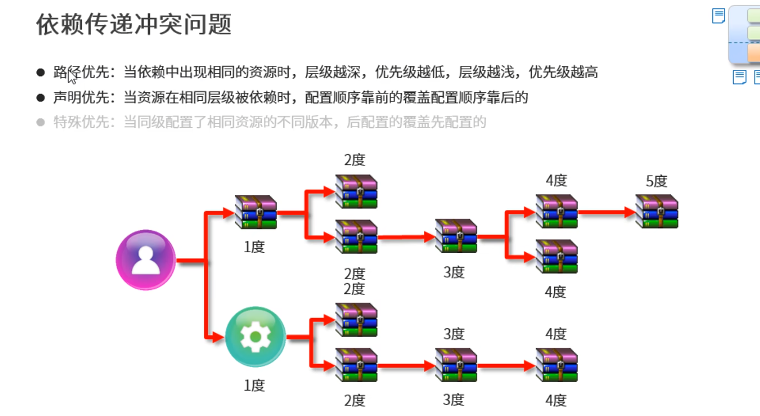 依赖传递冲突问题
● 路径优先：当依赖中出现相同的资源时，层级越深，优先级越低，层级越浅，优先级越高
● 声明优先：当资源在相同层级被依赖时，配置顺序靠前的覆盖配置顺序靠后的
● 特殊优先：当同级配置了相同资源的不同版本，后配置的覆盖先配置的
2度
4度
5度
1度
2度
3度
4度
2度
3度
4度
1度
2度
3度
4度